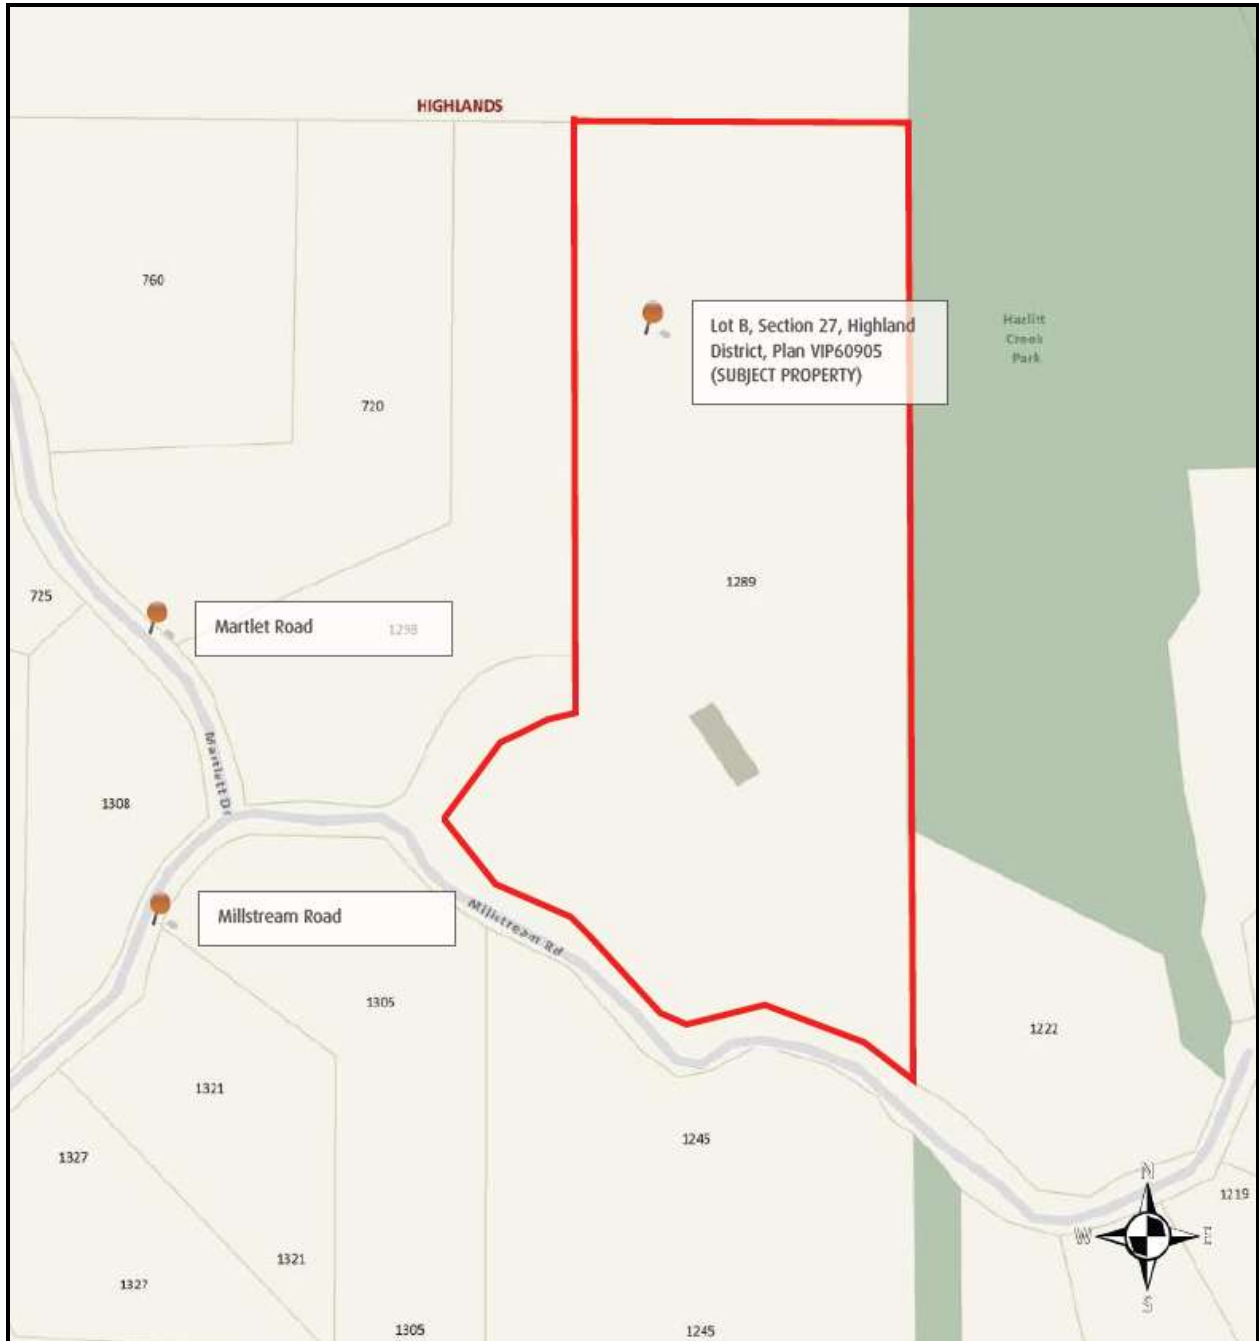 HIGHLANDS
760
Lot B, Section 27, Highland
District, Plan VIP60905
(SUBJECT PROPERTY)
Hazlitt
Creek
Park
720
1289
725
Martlet Road
1298
Martlett Dr
1308
Millstream Road
Millstream Rd
1305
1222
1321
1245
1327
N
1219
W
E
1321
1327
S
1305
1245